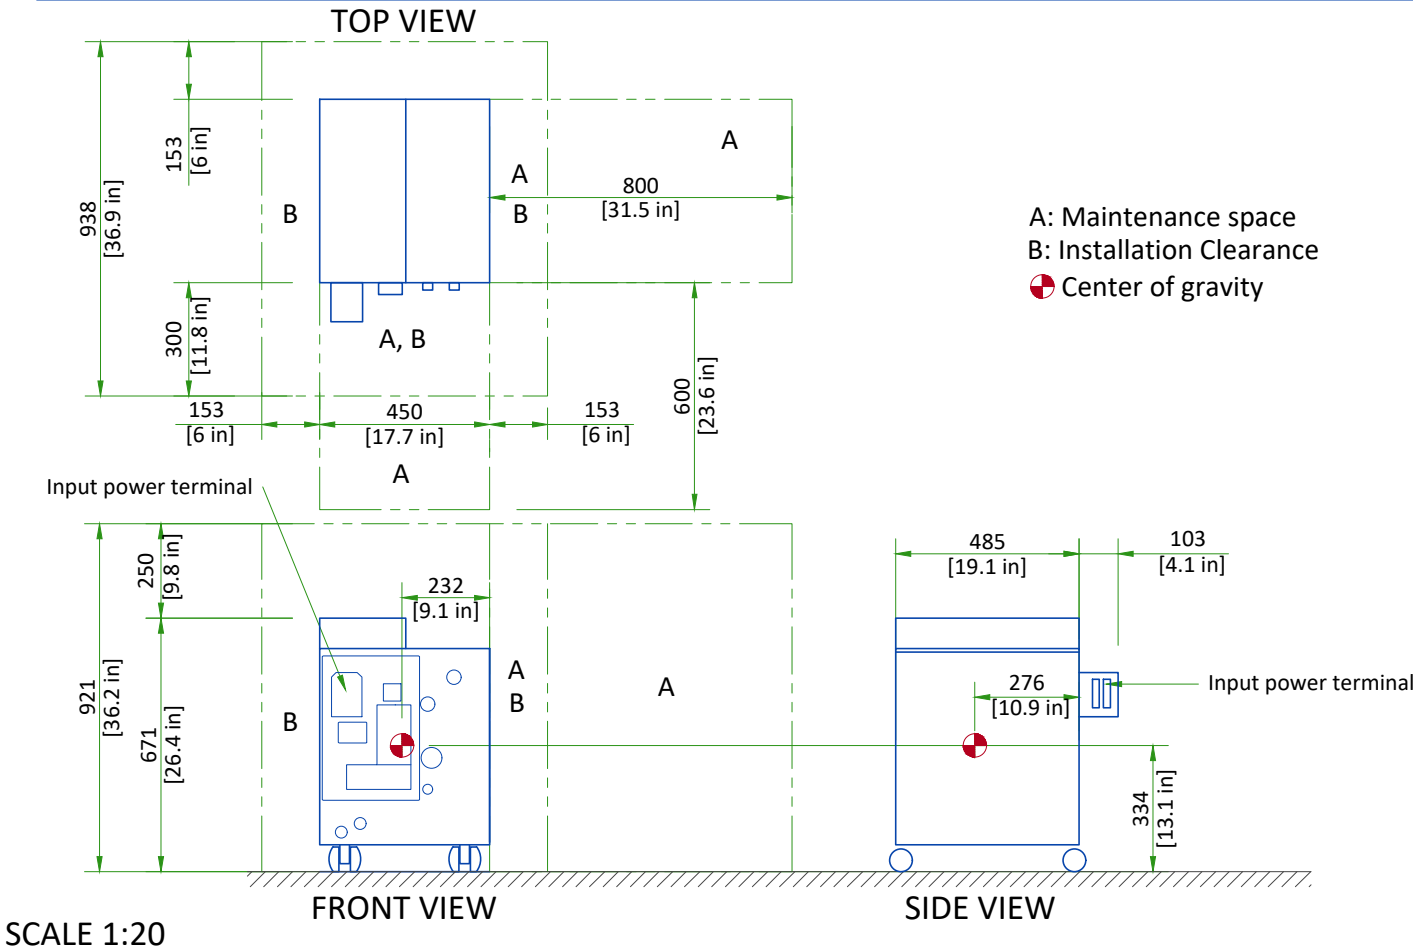 TOP VIEW
153
[6 in]
A
938
[36.9 in]
A
B
B
800
[31.5 in]
A: Maintenance space
B: Installation Clearance
Center of gravity
300
[11.8 in]
A, B
600
[23.6 in]
153
[6 in]
450
[17.7 in]
153
[6 in]
A
Input power terminal
250
[9.8 in]
232
[9.1 in]
485
[19.1 in]
103
[4.1 in]
921
[36.2 in]
671
[26.4 in]
B
A
B
A
276
[10.9 in]
Input power terminal
334
[13.1 in]
FRONT VIEW
SIDE VIEW
SCALE 1:20